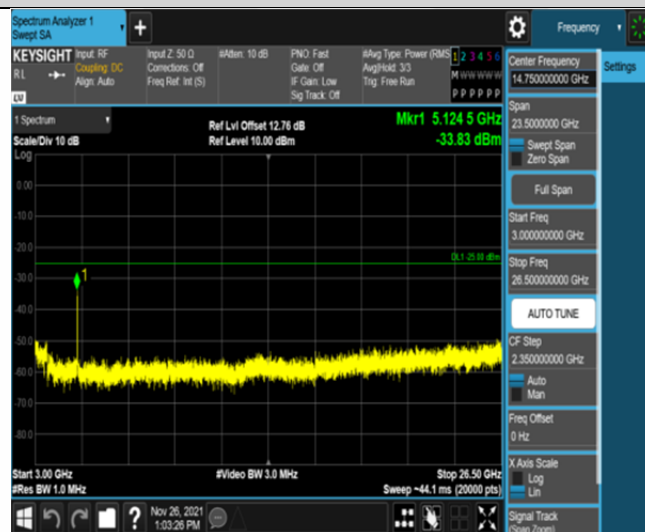 Spectrum Analyzer 1
Swept SA
+
Frequency
KEYSIGHT
Input: RF
Coupling: DC
Align: Auto
Input Z: 50 Ω
Corrections: Off
Freq Ref: Int (S)
#Atten: 10 dB
PNO: Fast
Gate: Off
IF Gain: Low
Sig Track: Off
#Avg Type: Power (RMS
Avg|Hold: 3/3
Trig: Free Run
1 2 3 4 5 6
M W W W W W
P P P P P P
RL
LXI
1 Spectrum
Scale/Div 10 dB
Ref Lvl Offset 12.76 dB
Ref Level 10.00 dBm
Mkr1 5.124 5 GHz
-33.83 dBm
Log
0.00
-10.0
-20.0
-30.0
-40.0
-50.0
-60.0
-70.0
-80.0
DL1 -25.00 dBm
1
Start 3.00 GHz
#Res BW 1.0 MHz
#Video BW 3.0 MHz
Stop 26.50 GHz
Sweep ~44.1 ms (20000 pts)
Center Frequency
14.750000000 GHz
Settings
Span
23.5000000 GHz
Swept Span
Zero Span
Full Span
Start Freq
3.000000000 GHz
Stop Freq
26.500000000 GHz
AUTO TUNE
CF Step
2.350000000 GHz
Auto
Man
Freq Offset
0 Hz
X Axis Scale
Log
Lin
Signal Track
(Span Zoom)
?
Nov 26, 2021
1:03:26 PM